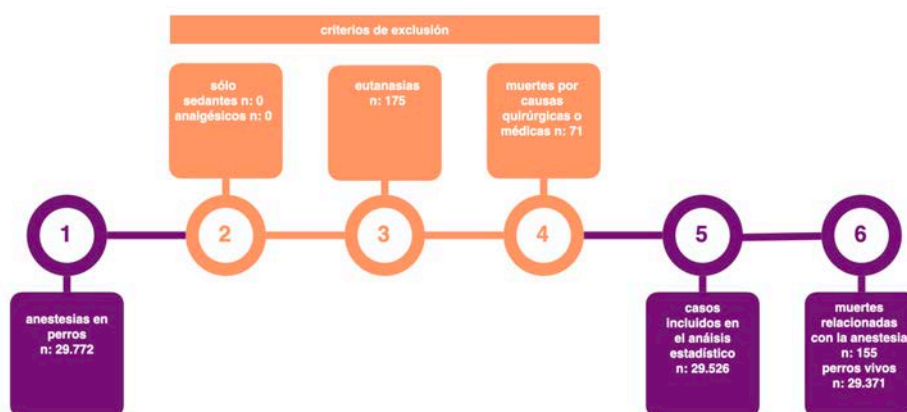 criterios de exclusión
sólo
sedantes n: 0
analgésicos n: 0
eutanasias
n: 175
muertes por
causas
quirúrgicas o
médicas n: 71
1
2
3
4
5
6
anestesias en
perros
n: 29.772
casos
incluidos en
el análisis
estadístico
n: 29.526
muertes
relacionadas
con la anestesia
n: 155
perros vivos
n: 29.371